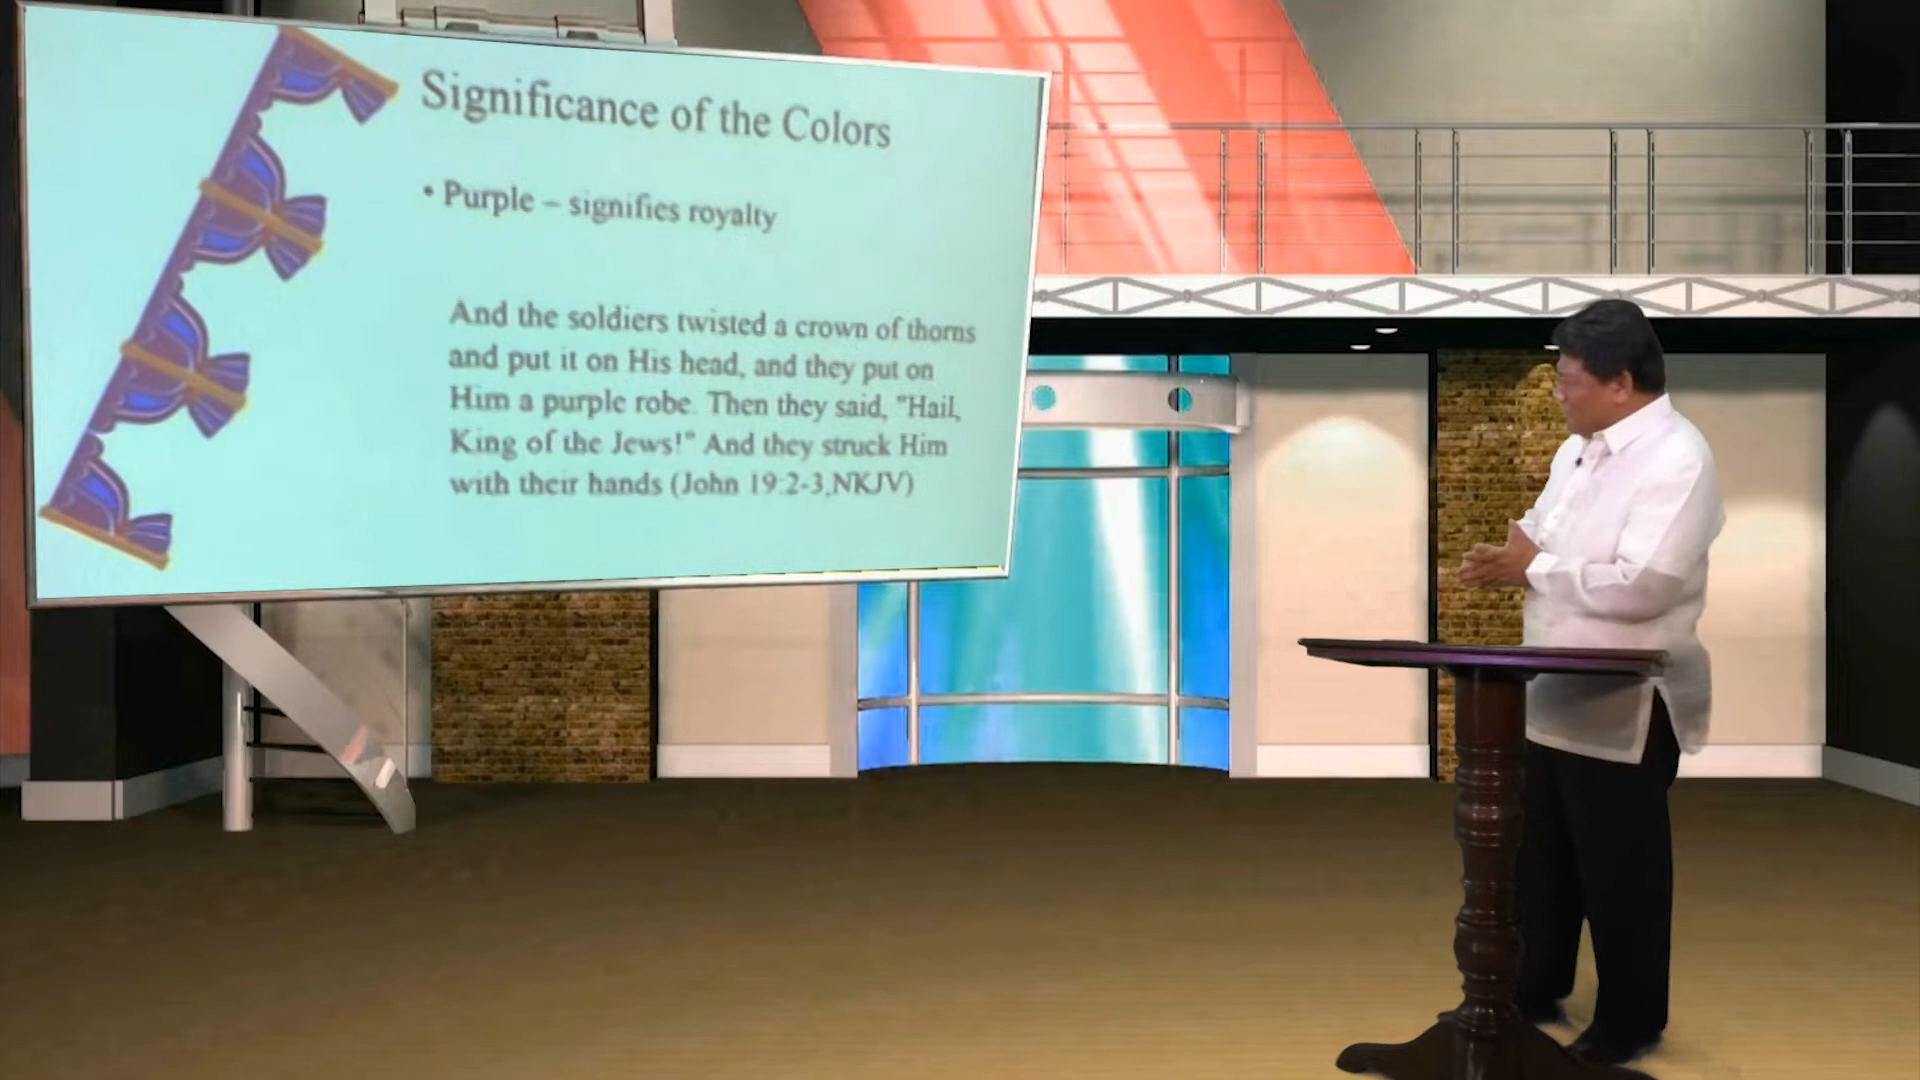 Significance of the Colors
• Purple – signifies royalty
And the soldiers twisted a crown of thorns
and put it on His head, and they put on
Him a purple robe. Then they said, "Hail,
King of the Jews!" And they struck Him
with their hands (John 19:2-3,NKJV)